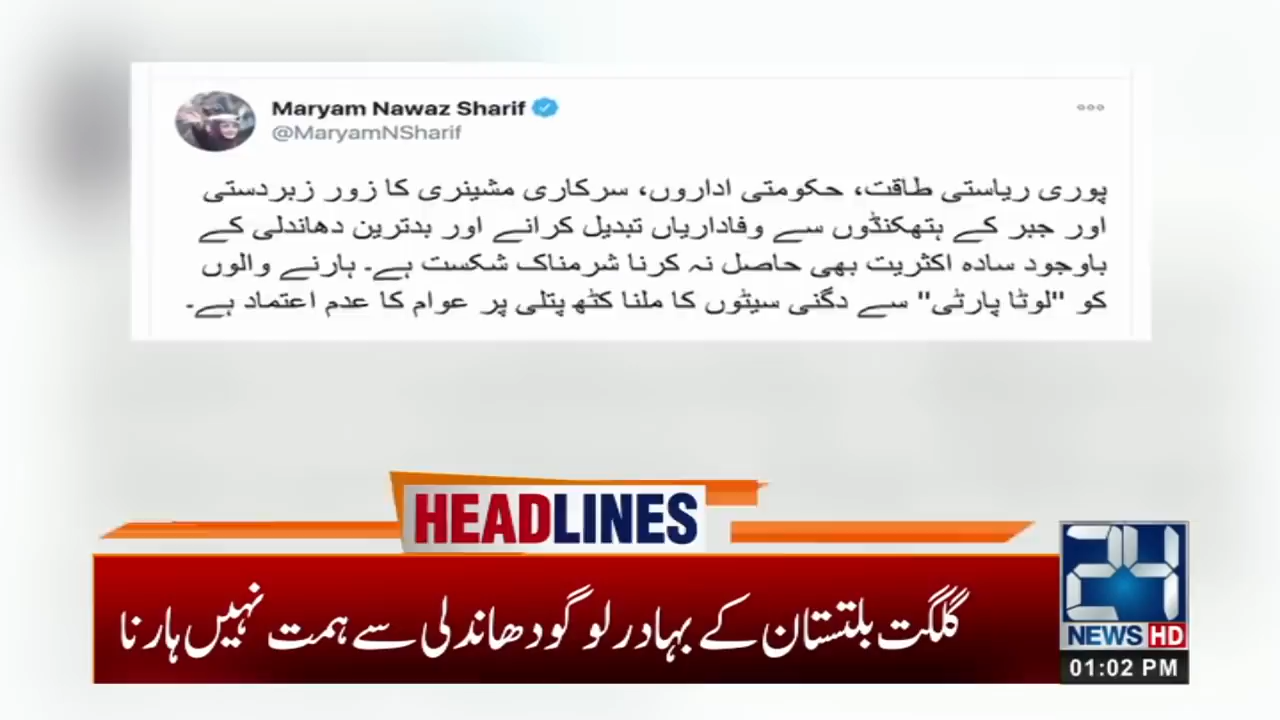 Maryam Nawaz Sharif
@MaryamNSharif
پوری ریاستی طاقت، حکومتی اداروں، سرکاری مشینری کا زور زبردستی
اور جبر کے ہتھکنڈوں سے وفاداریاں تبدیل کرانے اور بدترین دھاندلی کے
باوجود سادہ اکثریت بھی حاصل نہ کرنا شرمناک شکست ہے۔ ہارنے والوں
کو "لوٹا پارٹی" سے دگنی سیٹوں کا ملنا کٹھ پتلی پر عوام کا عدم اعتماد ہے۔
HEADLINES
گلگت بلتستان کے بہادر لوگو دھاندلی سے ہمت نہیں ہارنا
24
NEWS HD
01:02 PM